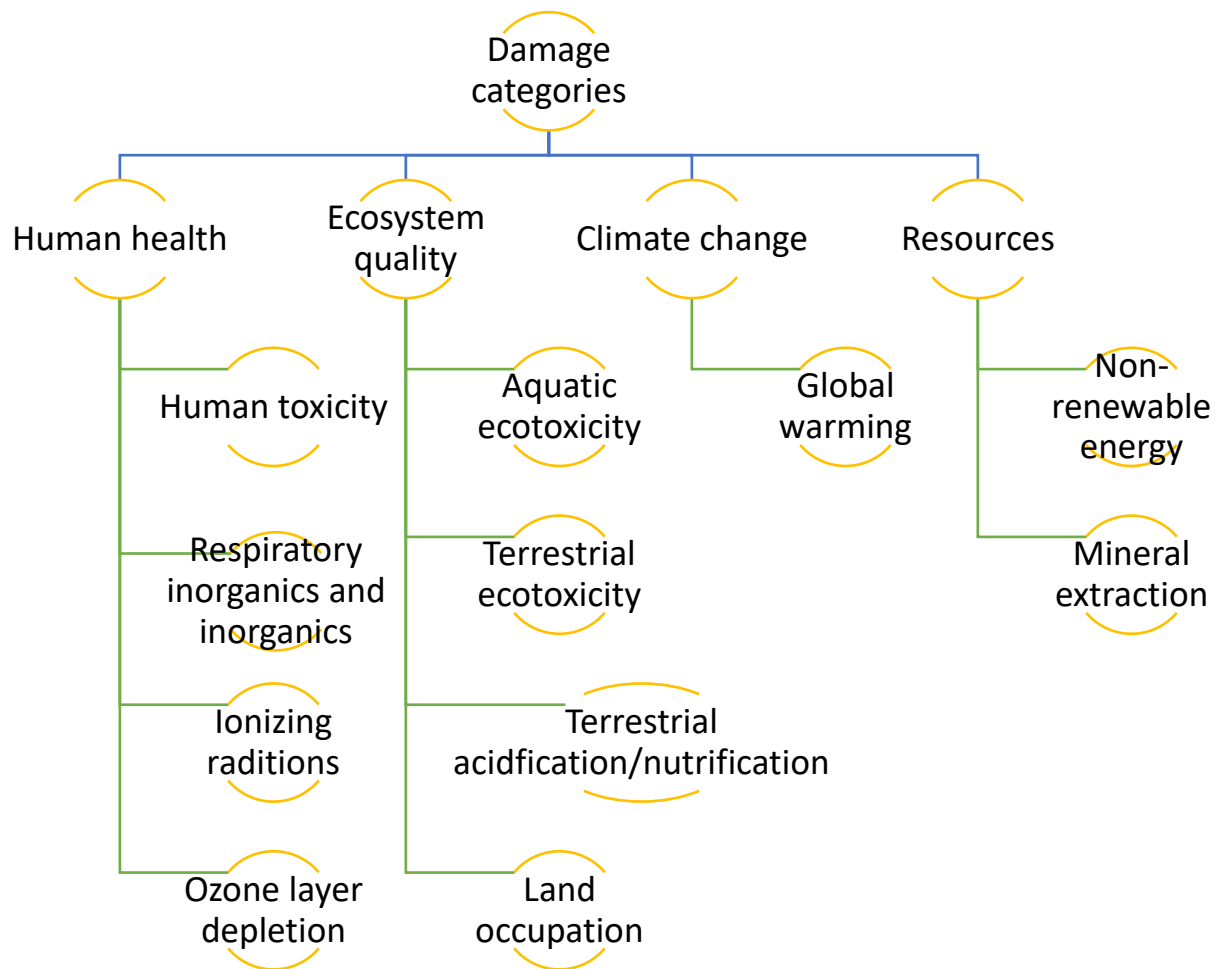 Damage
categories
Human health
Ecosystem
quality
Climate change
Resources
Human toxicity
Aquatic
ecotoxicity
Global
warming
Non-
renewable
energy
Respiratory
inorganics and
inorganics
Terrestrial
ecotoxicity
Mineral
extraction
Ionizing
raditions
Terrestrial
acidfication/nutrification
Ozone layer
depletion
Land
occupation